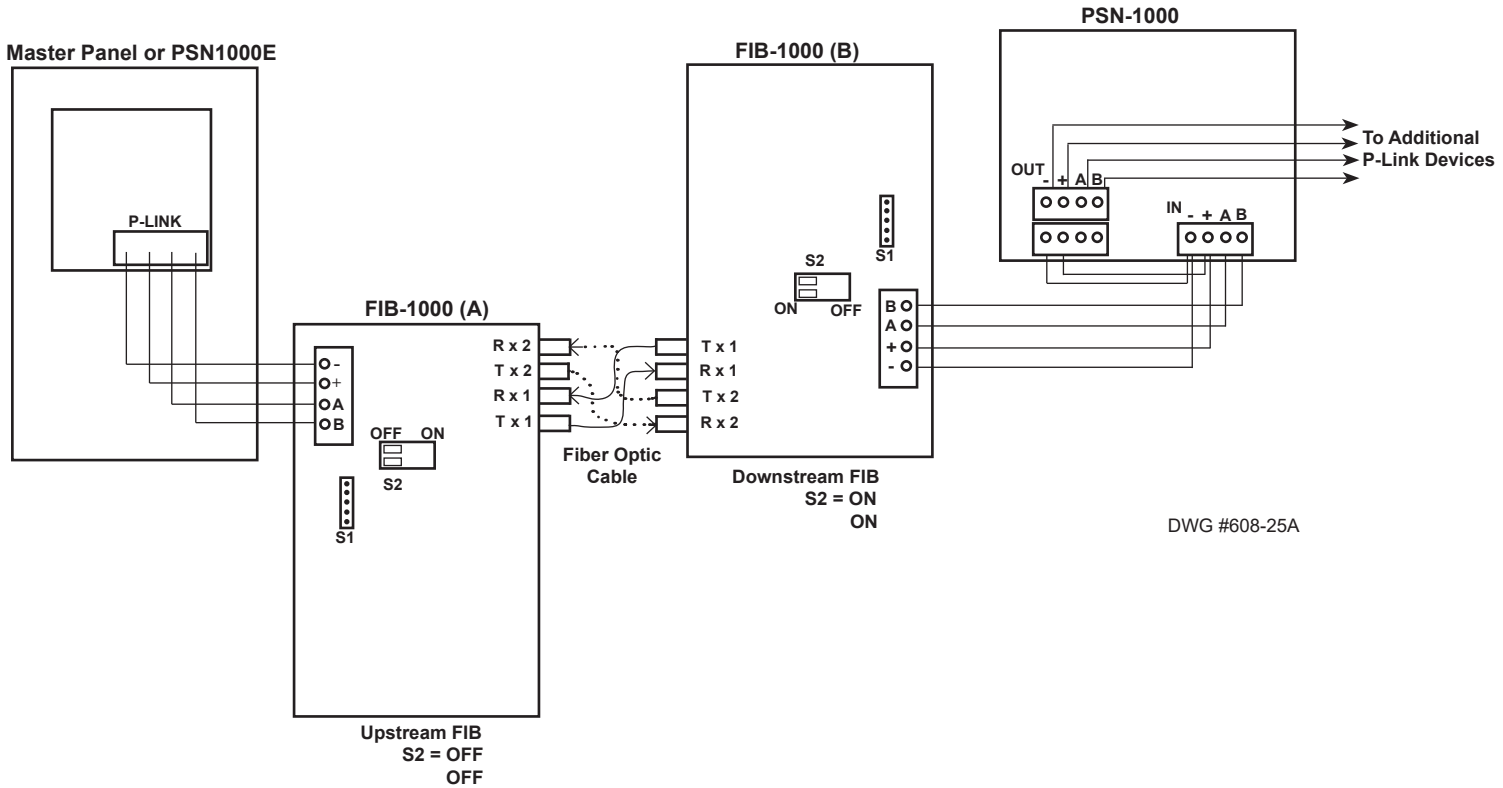 PSN-1000
Master Panel or PSN1000E
FIB-1000 (B)
To Additional
P-Link Devices
OUT
- + A B
IN - + A B
P-LINK
S1
S2
ON OFF
B
A
+
-
FIB-1000 (A)
-
+
A
B
OFF ON
S2
S1
R x 2
T x 2
R x 1
T x 1
T x 1
R x 1
T x 2
R x 2
Fiber Optic
Cable
Downstream FIB
S2 = ON
ON
DWG #608-25A
Upstream FIB
S2 = OFF
OFF